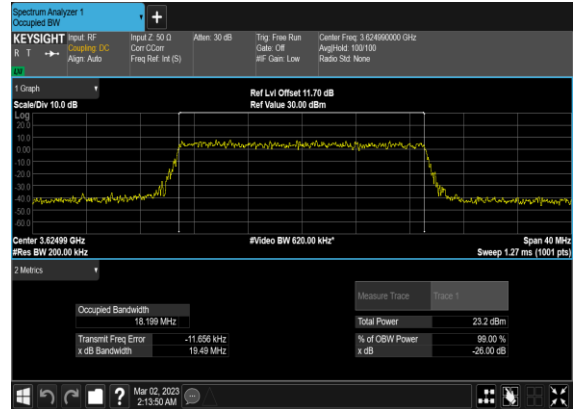 Spectrum Analyzer 1
Occupied BW
KEYSIGHT Input: RF Input Z: 50 Ω Atten: 30 dB Trig: Free Run Center Freq: 3.624990000 GHz
R T Coupling: DC Corr CCorr Gate: Off Avg|Hold: 100/100
Align: Auto Freq Ref: Int (S) #IF Gain: Low Radio Std: None
LM
1 Graph Ref Lvl Offset 11.70 dB
Scale/Div 10.0 dB Ref Value 30.00 dBm
Log
20.0
10.0
0.00
-10.0
-20.0
-30.0
-40.0
-50.0
-60.0
Center 3.62499 GHz #Video BW 620.00 kHz* Span 40 MHz
#Res BW 200.00 kHz Sweep 1.27 ms (1001 pts)
2 Metrics
Measure Trace Trace 1
Occupied Bandwidth
18.199 MHz Total Power 23.2 dBm
Transmit Freq Error -11.656 kHz % of OBW Power 99.00 %
x dB Bandwidth 19.49 MHz x dB -26.00 dB
? Mar 02, 2023
2:13:50 AM